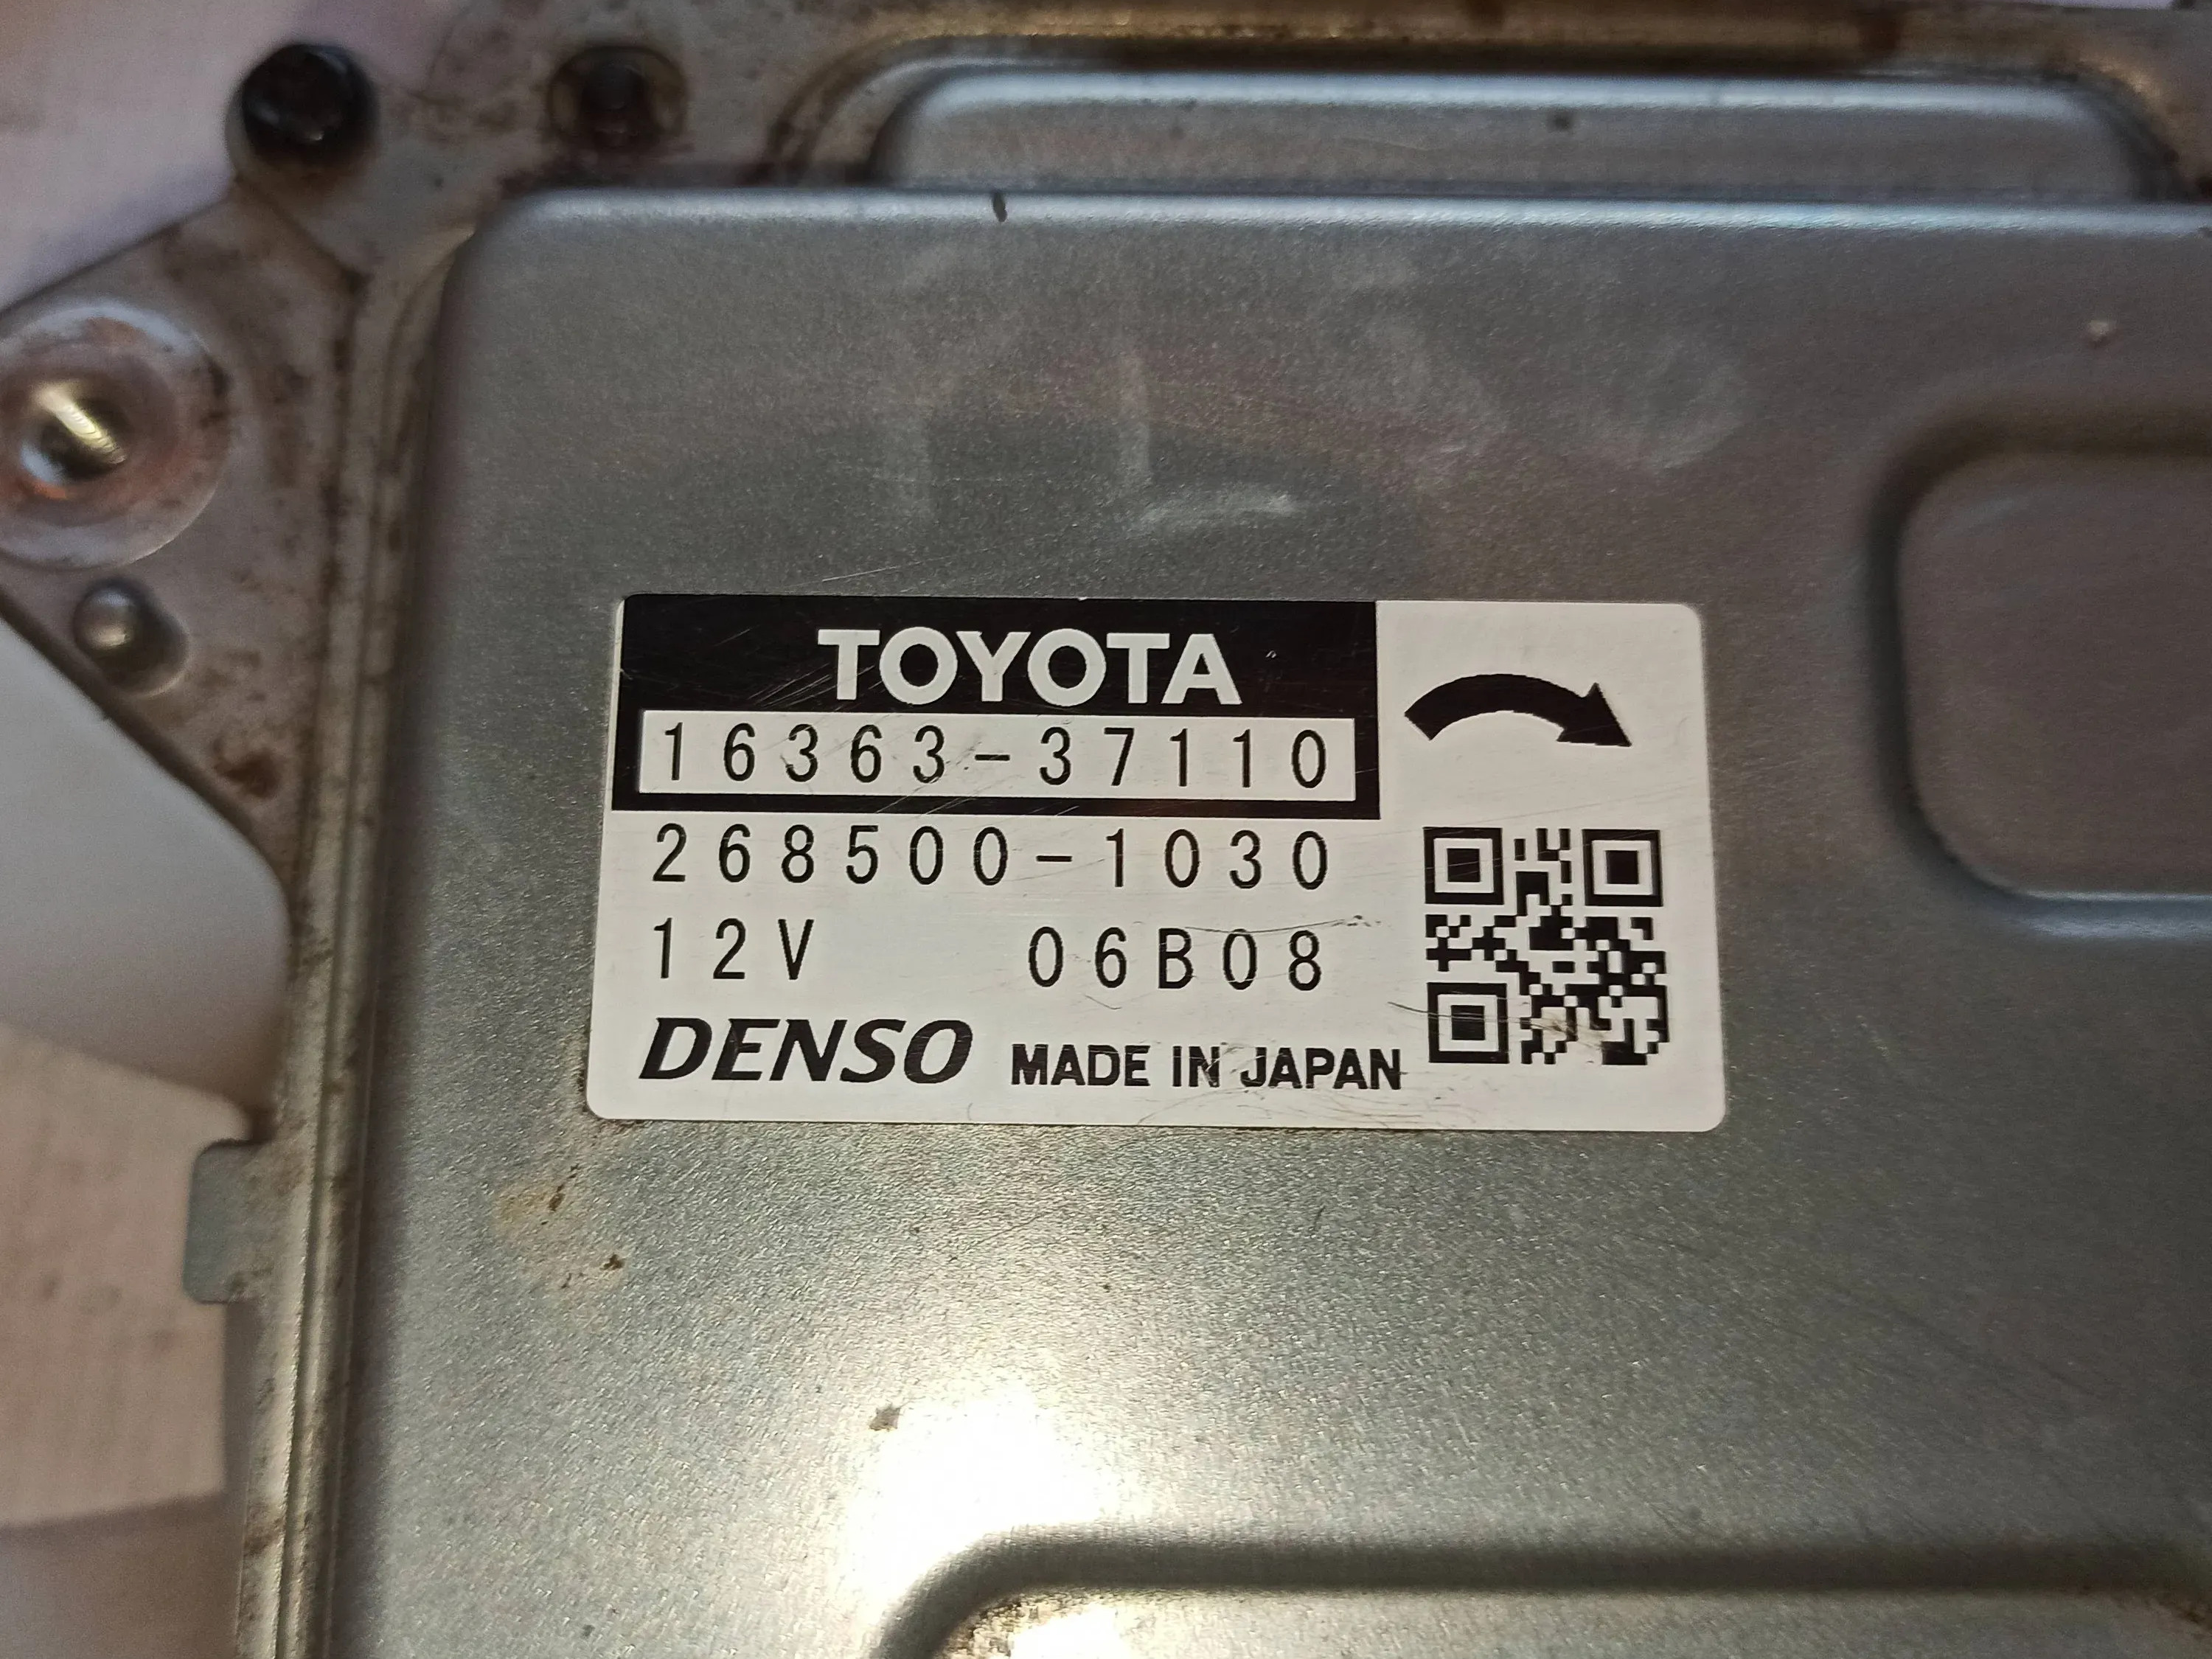 TOYOTA
16363-37110
268500-1030
12V 06B08
DENSO MADE IN JAPAN